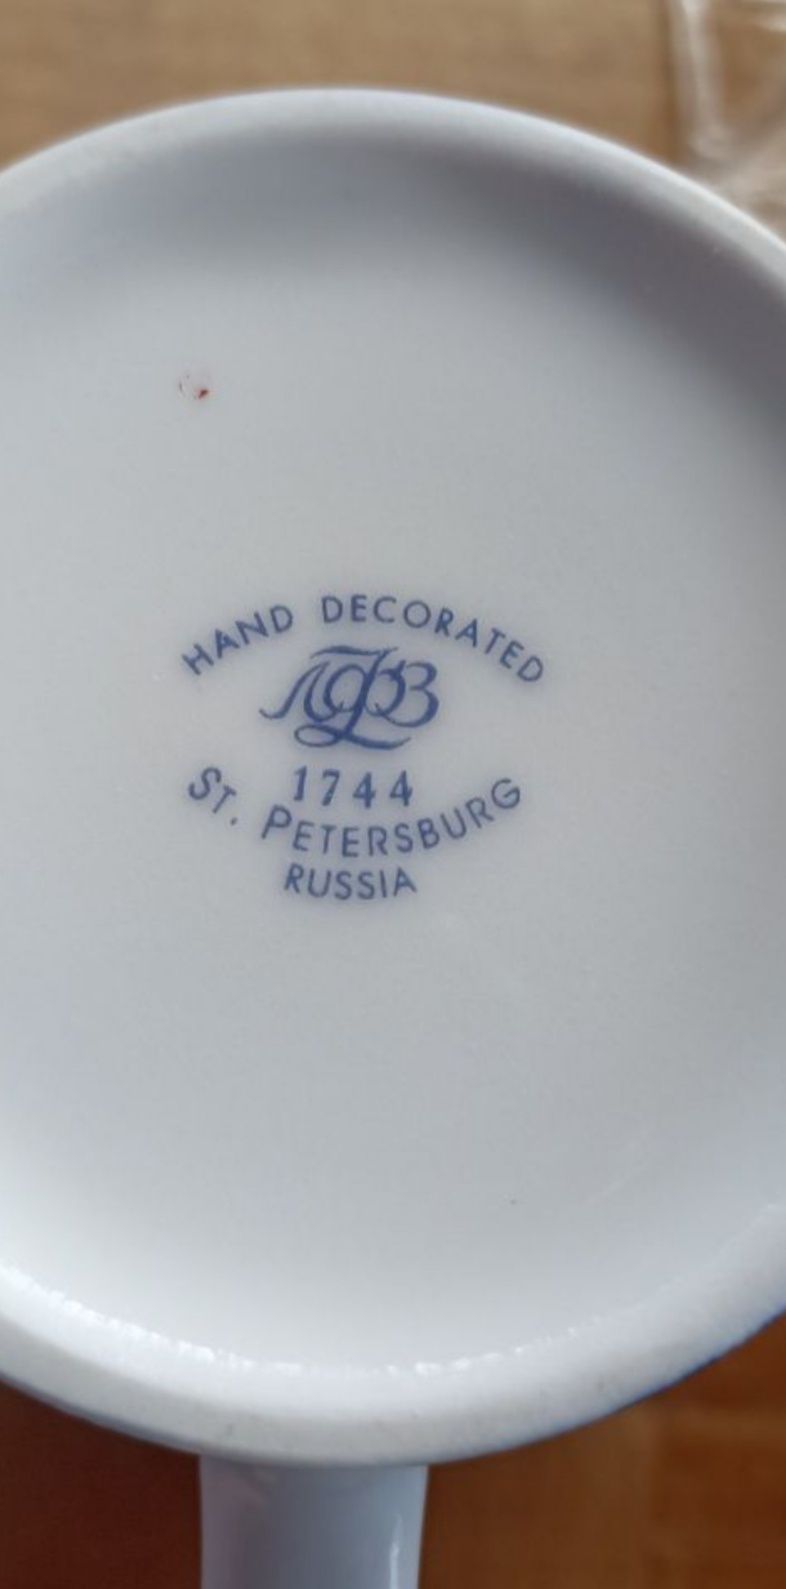 HAND DECORATED
ЛФЗ
1744
ST. PETERSBURG
RUSSIA